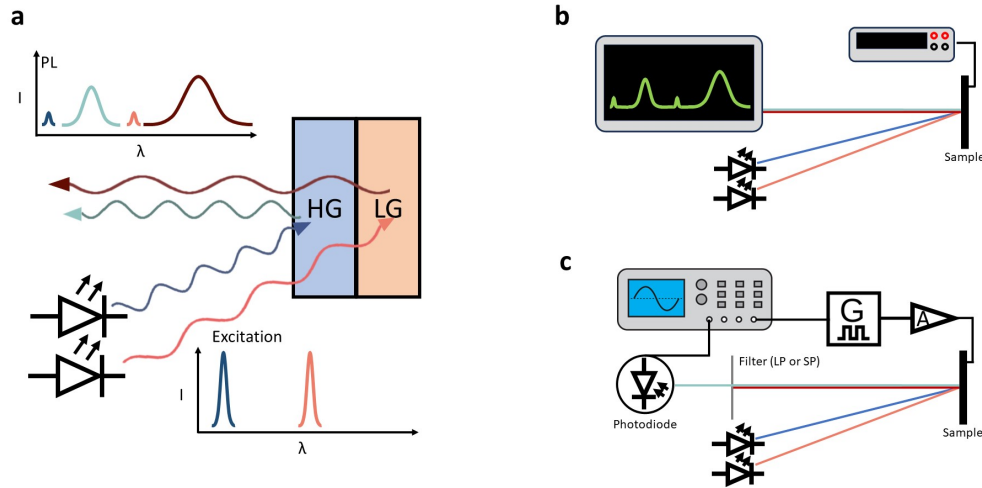 a
PL
I
λ
HG
LG
Excitation
I
λ
b
Sample
c
G
A
Filter (LP or SP)
Photodiode
Sample